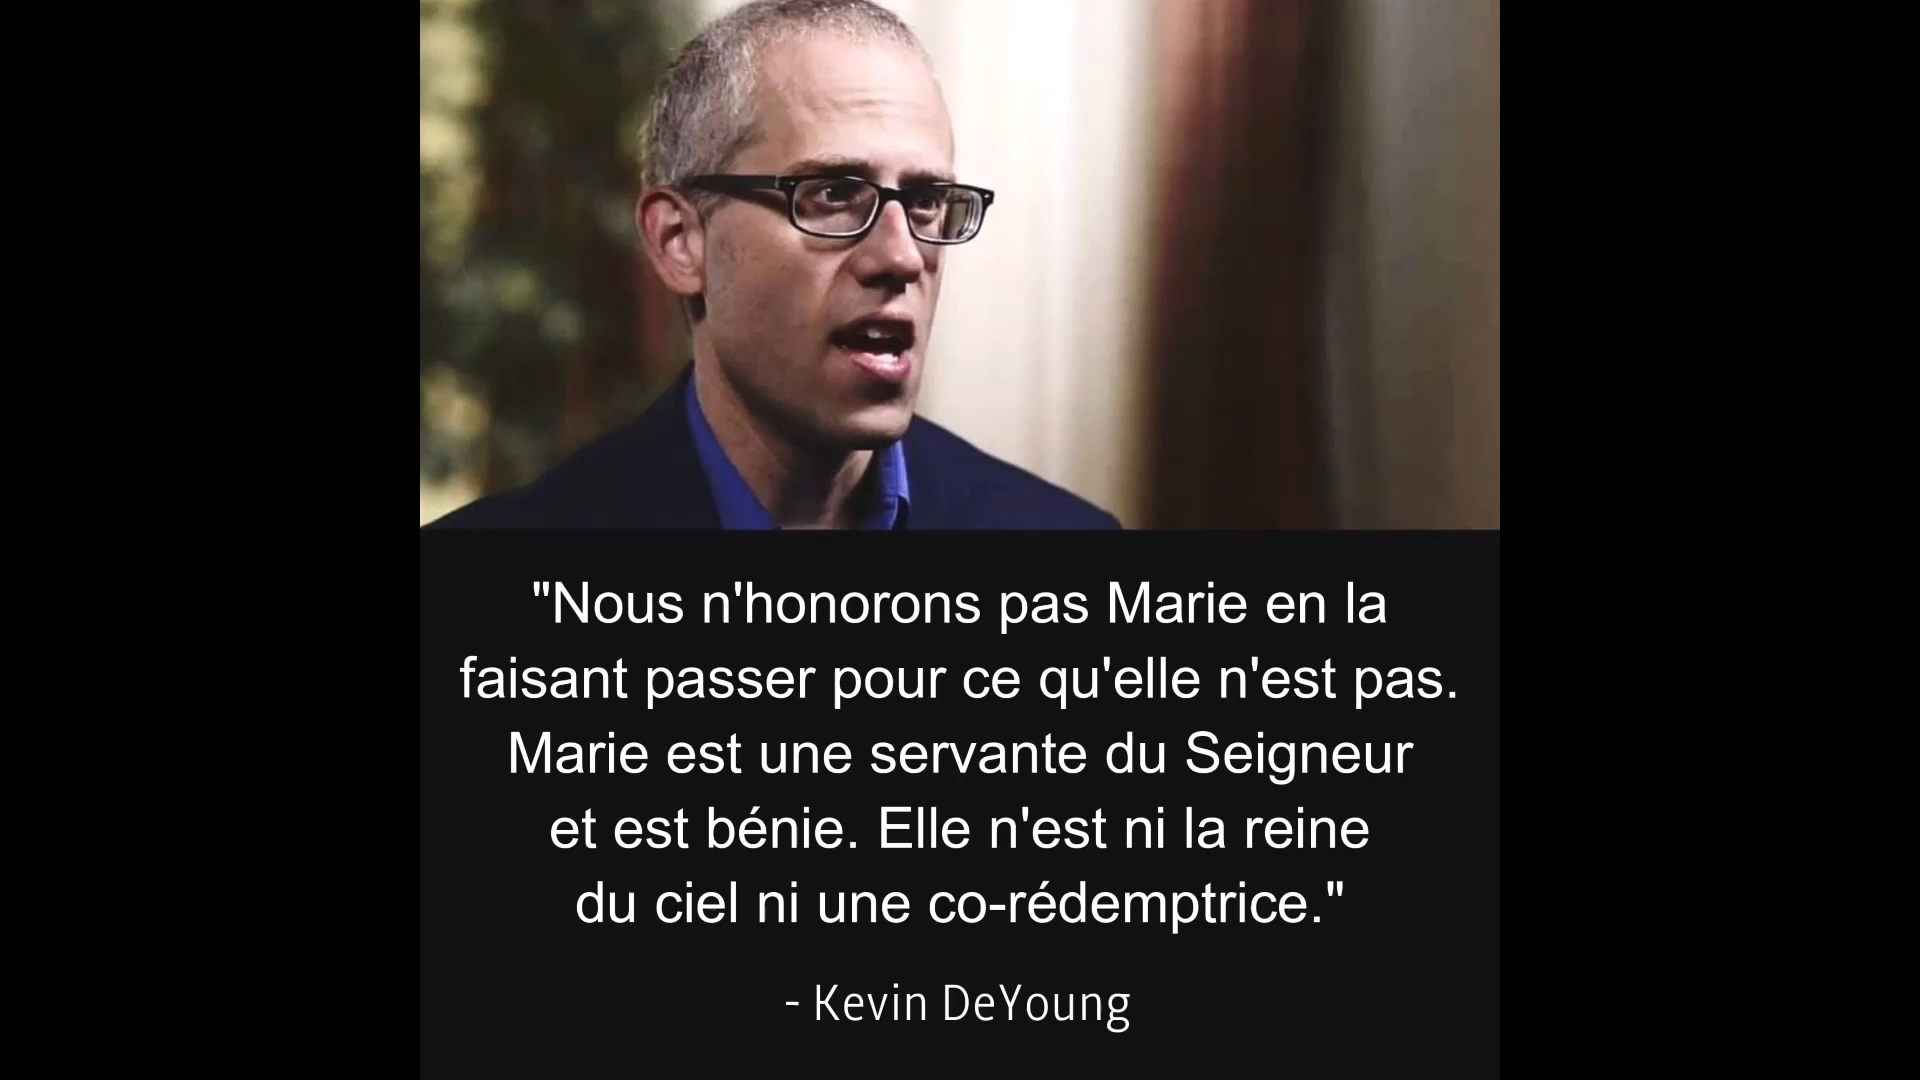 "Nous n'honorons pas Marie en la
faisant passer pour ce qu'elle n'est pas.
Marie est une servante du Seigneur
et est bénie. Elle n'est ni la reine
du ciel ni une co-rédemptrice."
- Kevin DeYoung